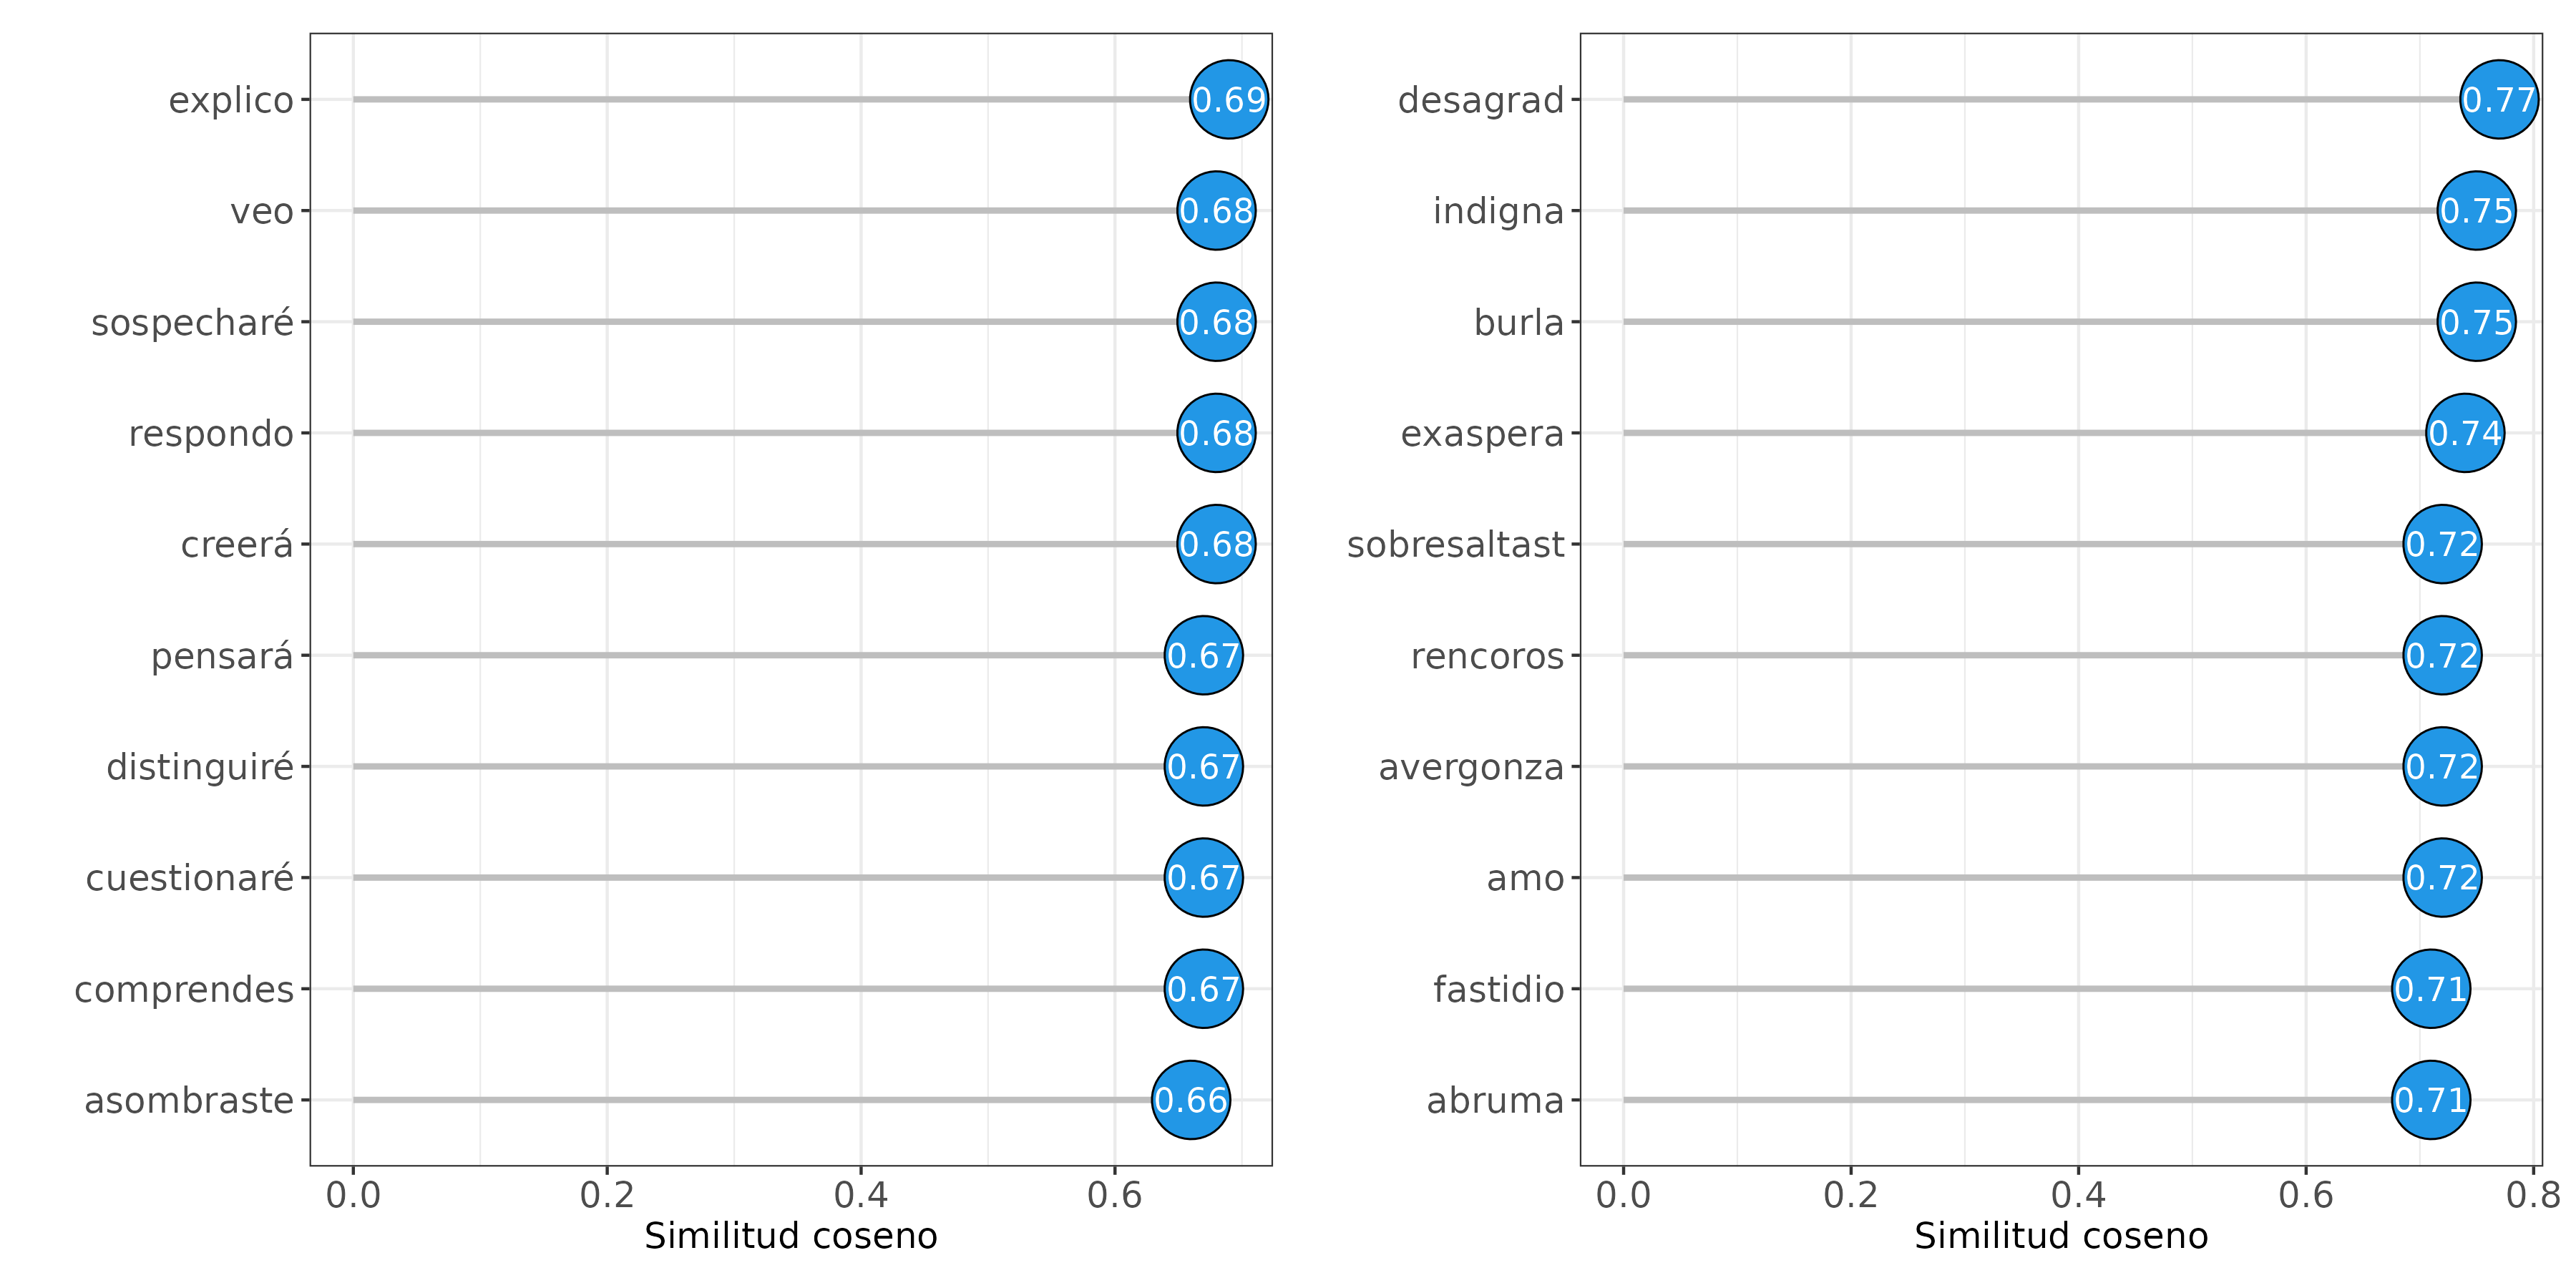 explico 0.69
veo 0.68
sospecharé 0.68
respondo 0.68
creerá 0.68
pensará 0.67
distinguiré 0.67
cuestionaré 0.67
comprendes 0.67
asombraste 0.66
0.0 0.2 0.4 0.6
Similitud coseno
desagrad 0.77
indigna 0.75
burla 0.75
exaspera 0.74
sobresaltast 0.72
rencoros 0.72
avergonza 0.72
amo 0.72
fastidio 0.71
abruma 0.71
0.0 0.2 0.4 0.6 0.8
Similitud coseno